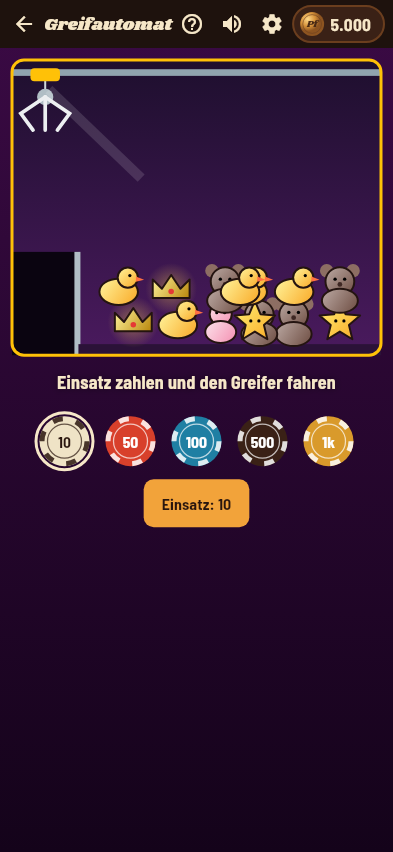 Greifautomat
Pf 5.000
Einsatz zahlen und den Greifer fahren
10 50 100 500 1k
Einsatz: 10